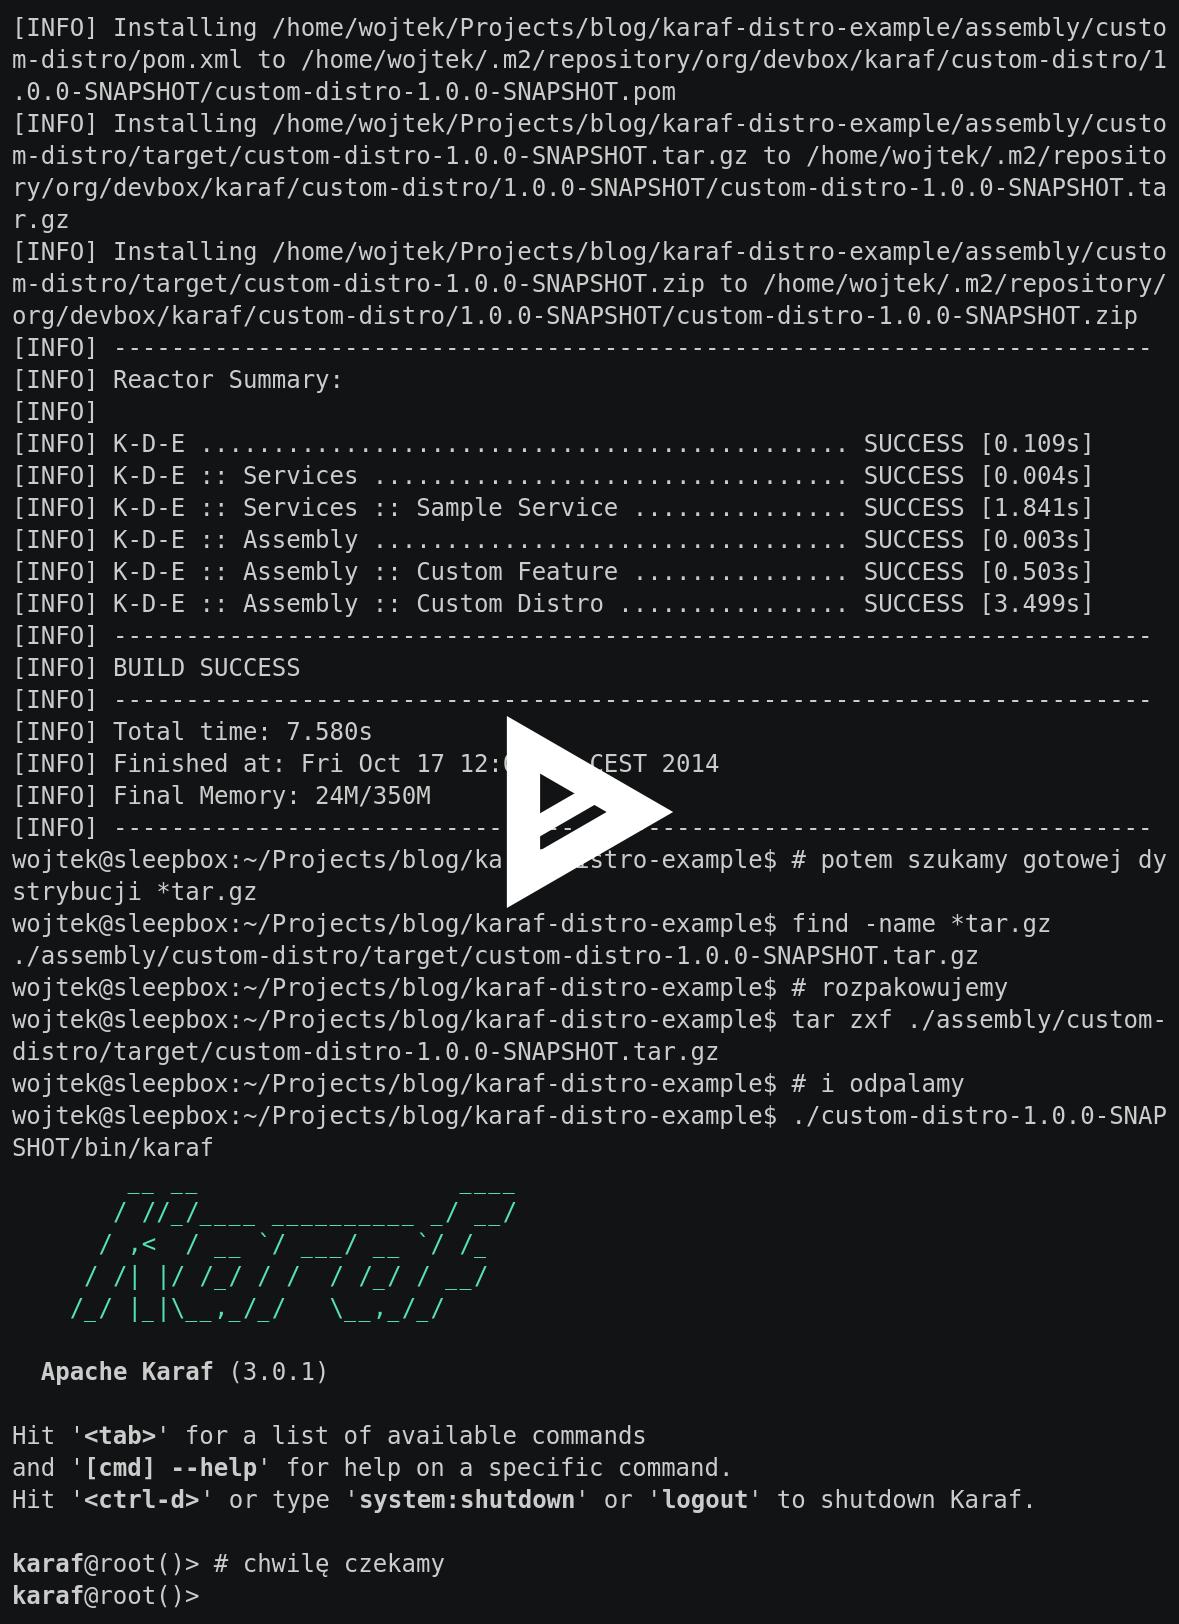 [INFO] Installing /home/wojtek/Projects/blog/karaf-distro-example/assembly/custo
m-distro/pom.xml to /home/wojtek/.m2/repository/org/devbox/karaf/custom-distro/1
.0.0-SNAPSHOT/custom-distro-1.0.0-SNAPSHOT.pom
[INFO] Installing /home/wojtek/Projects/blog/karaf-distro-example/assembly/custo
m-distro/target/custom-distro-1.0.0-SNAPSHOT.tar.gz to /home/wojtek/.m2/reposito
ry/org/devbox/karaf/custom-distro/1.0.0-SNAPSHOT/custom-distro-1.0.0-SNAPSHOT.ta
r.gz
[INFO] Installing /home/wojtek/Projects/blog/karaf-distro-example/assembly/custo
m-distro/target/custom-distro-1.0.0-SNAPSHOT.zip to /home/wojtek/.m2/repository/
org/devbox/karaf/custom-distro/1.0.0-SNAPSHOT/custom-distro-1.0.0-SNAPSHOT.zip
[INFO] ------------------------------------------------------------------------
[INFO] Reactor Summary:
[INFO]
[INFO] K-D-E ............................................. SUCCESS [0.109s]
[INFO] K-D-E :: Services ................................. SUCCESS [0.004s]
[INFO] K-D-E :: Services :: Sample Service ............... SUCCESS [1.841s]
[INFO] K-D-E :: Assembly ................................. SUCCESS [0.003s]
[INFO] K-D-E :: Assembly :: Custom Feature ............... SUCCESS [0.503s]
[INFO] K-D-E :: Assembly :: Custom Distro ................ SUCCESS [3.499s]
[INFO] ------------------------------------------------------------------------
[INFO] BUILD SUCCESS
[INFO] ------------------------------------------------------------------------
[INFO] Total time: 7.580s
[INFO] Finished at: Fri Oct 17 CEST 2014
[INFO] Final Memory: 24M/350M
[INFO] ------------------------------------------------------------------------
wojtek@sleepbox:~/Projects/blog/karaf-distro-example$ # potem szukamy gotowej dy
strybucji *tar.gz
wojtek@sleepbox:~/Projects/blog/karaf-distro-example$ find -name *tar.gz
./assembly/custom-distro/target/custom-distro-1.0.0-SNAPSHOT.tar.gz
wojtek@sleepbox:~/Projects/blog/karaf-distro-example$ # rozpakowujemy
wojtek@sleepbox:~/Projects/blog/karaf-distro-example$ tar zxf ./assembly/custom-
distro/target/custom-distro-1.0.0-SNAPSHOT.tar.gz
wojtek@sleepbox:~/Projects/blog/karaf-distro-example$ # i odpalamy
wojtek@sleepbox:~/Projects/blog/karaf-distro-example$ ./custom-distro-1.0.0-SNAP
SHOT/bin/karaf
        __ __                  ____
       / //_/____ __________ _/ __/
      / ,<  / __ `/ ___/ __ `/ /_
     / /| |/ /_/ / /  / /_/ / __/
    /_/ |_|\__,_/_/   \__,_/_/
Apache Karaf (3.0.1)
Hit '<tab>' for a list of available commands
and '[cmd] --help' for help on a specific command.
Hit '<ctrl-d>' or type 'system:shutdown' or 'logout' to shutdown Karaf.
karaf@root()> # chwilę czekamy
karaf@root()>